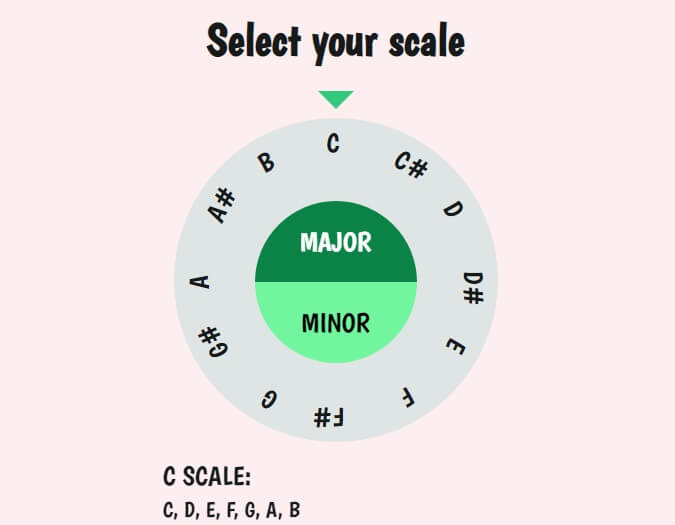 Select your scale
C
C#
D
D#
E
F
F#
G
G#
A
A#
B
MAJOR
MINOR
C SCALE:
C, D, E, F, G, A, B